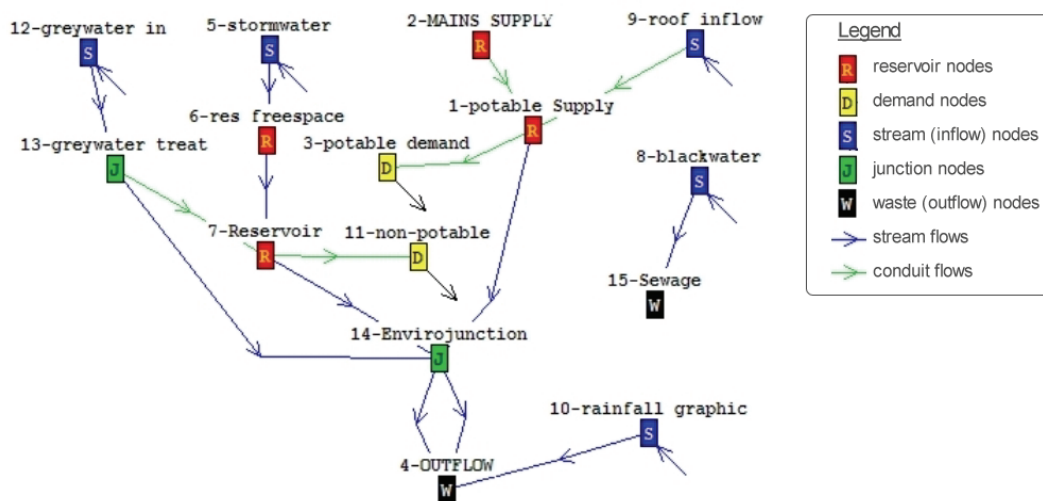 12-greywater in
S
5-stormwater
S
2-MAINS SUPPLY
R
9-roof inflow
S
6-res freespace
R
1-potable Supply
R
13-greywater treat
J
3-potable demand
D
8-blackwater
S
7-Reservoir
R
11-non-potable
D
15-Sewage
W
14-Envirojunction
J
10-rainfall graphic
S
4-OUTFLOW
W
Legend
R reservoir nodes
D demand nodes
S stream (inflow) nodes
J junction nodes
W waste (outflow) nodes
stream flows
conduit flows